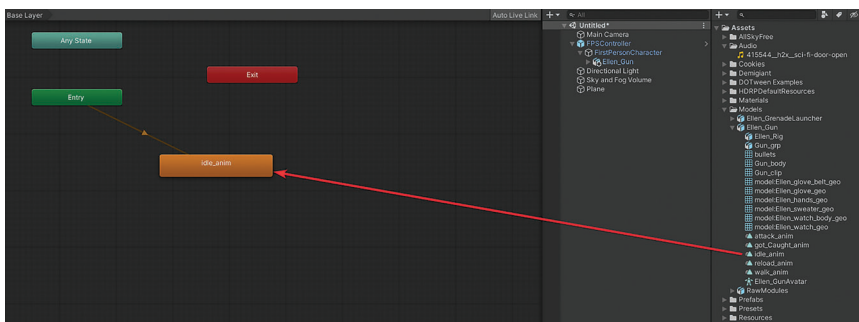 Base Layer
Auto Live Link
Any State
Exit
Entry
idle_anim
All
Untitled*
Main Camera
FPSController
FirstPersonCharacter
Ellen_Gun
Directional Light
Sky and Fog Volume
Plane
Assets
AllSkyFree
Audio
415544__h2x__sci-fi-door-open
Cookies
Demigiant
DOTween Examples
HDRPDefaultResources
Materials
Models
Ellen_GrenadeLauncher
Ellen_Gun
Ellen_Rig
Gun_grp
bullets
Gun_body
Gun_clip
model:Ellen_glove_belt_geo
model:Ellen_glove_geo
model:Ellen_hands_geo
model:Ellen_sweater_geo
model:Ellen_watch_body_geo
model:Ellen_watch_geo
attack_anim
got_Caught_anim
idle_anim
reload_anim
walk_anim
Ellen_GunAvatar
RawModules
Prefabs
Presets
Resources